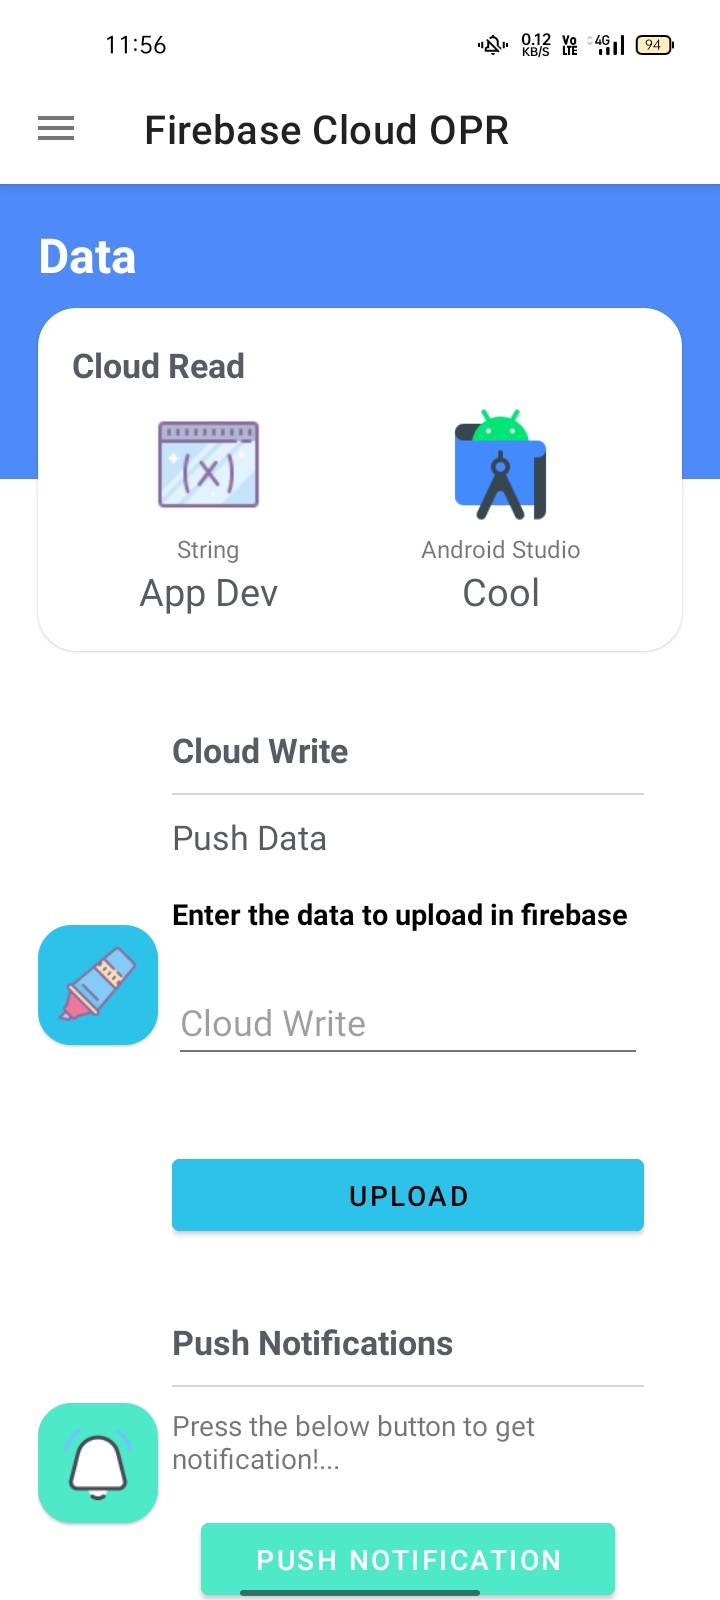 11:56
0.12
KB/S
Vo
LTE
4G
94
Firebase Cloud OPR
Data
Cloud Read
(x)
String
Android Studio
App Dev
Cool
Cloud Write
Push Data
Enter the data to upload in firebase
Cloud Write
UPLOAD
Push Notifications
Press the below button to get
notification!...
PUSH NOTIFICATION